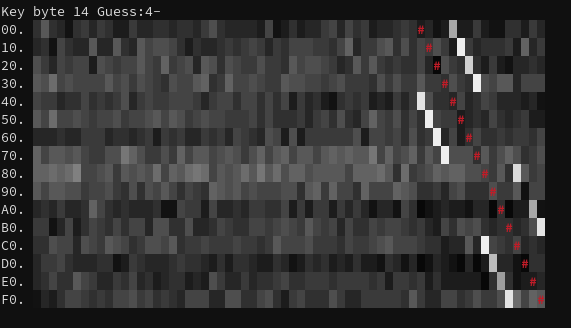 Key byte 14 Guess:4-
00. #
10. #
20. #
30. #
40. #
50. #
60. #
70. #
80. #
90. #
A0. #
B0. #
C0. #
D0. #
E0. #
F0. #